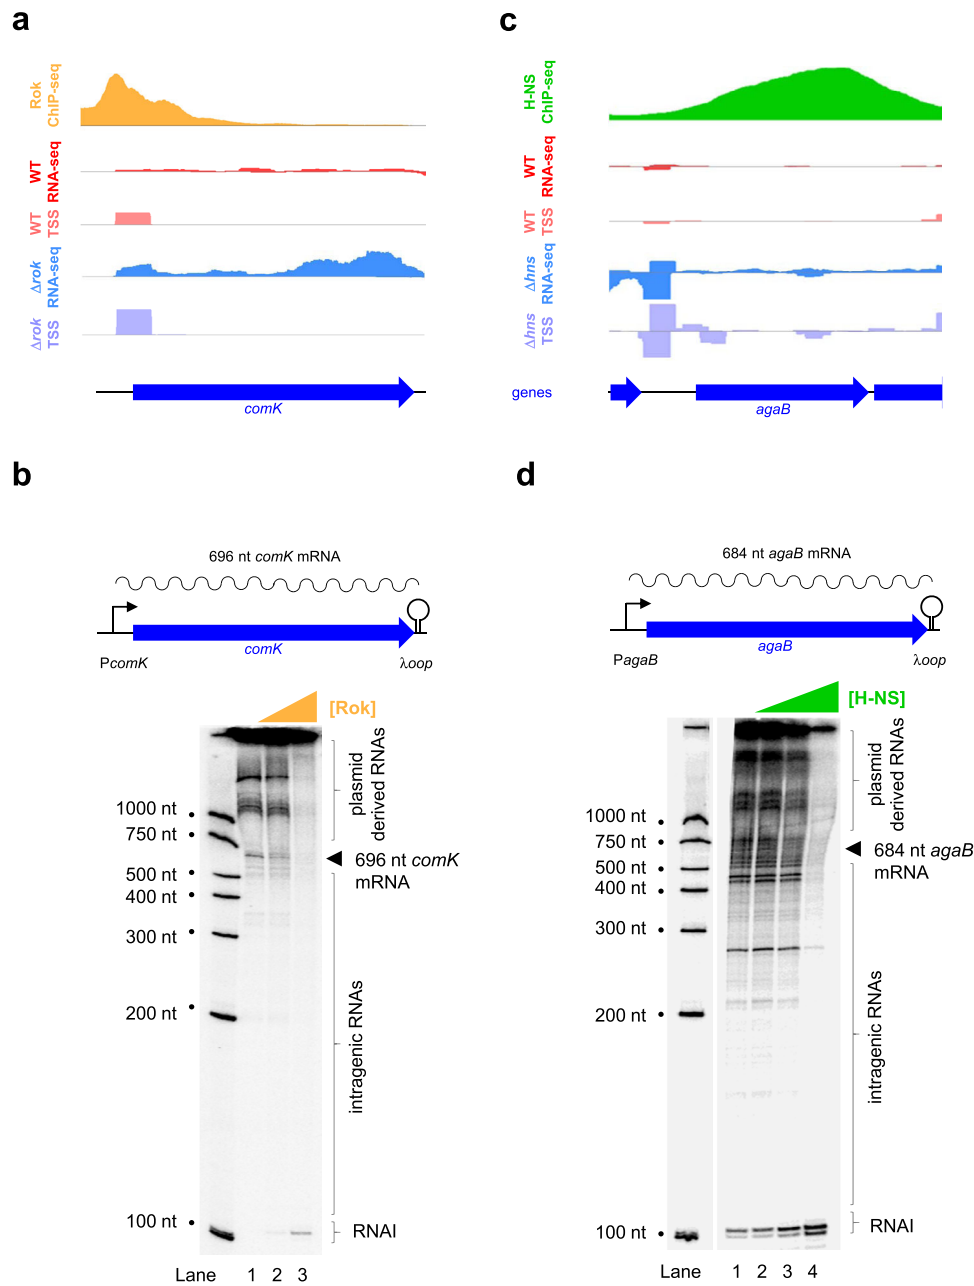 a
Rok
ChIP-seq
WT
RNA-seq
WT
TSS
Δrok
RNA-seq
Δrok
TSS
comK
c
H-NS
ChIP-seq
WT
RNA-seq
WT
TSS
Δhns
RNA-seq
Δhns
TSS
genes
agaB
b
696 nt comK mRNA
comK
PcomK
λoop
[Rok]
1000 nt
750 nt
500 nt
400 nt
300 nt
200 nt
100 nt
plasmid
derived RNAs
696 nt comK
mRNA
intragenic RNAs
RNAI
Lane 1 2 3
d
684 nt agaB mRNA
agaB
PagaB
λoop
[H-NS]
1000 nt
750 nt
500 nt
400 nt
300 nt
200 nt
100 nt
plasmid
derived RNAs
684 nt agaB
mRNA
intragenic RNAs
RNAI
Lane 1 2 3 4